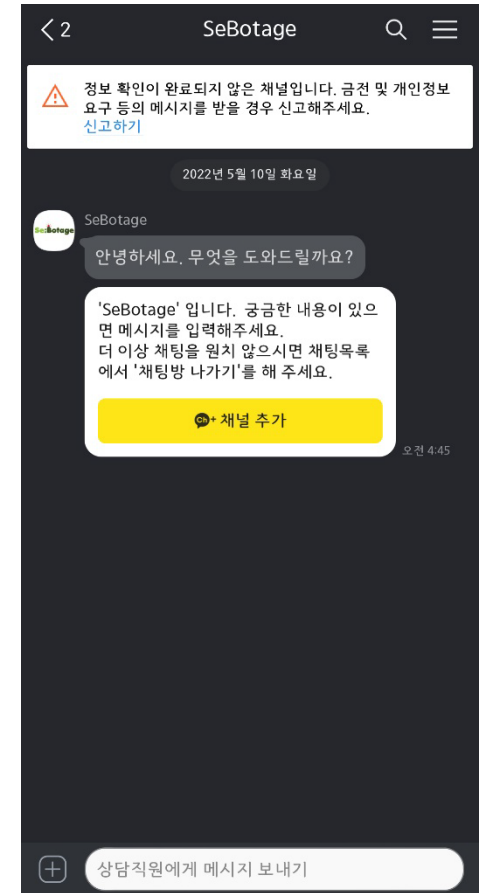 2
SeBotage
정보 확인이 완료되지 않은 채널입니다. 금전 및 개인정보
요구 등의 메시지를 받을 경우 신고해주세요.
신고하기
2022년 5월 10일 화요일
Se:Botage
SeBotage
안녕하세요. 무엇을 도와드릴까요?
'SeBotage' 입니다. 궁금한 내용이 있으
면 메시지를 입력해주세요.
더 이상 채팅을 원치 않으시면 채팅목록
에서 '채팅방 나가기'를 해 주세요.
Ch+ 채널 추가
오전 4:45
상담직원에게 메시지 보내기